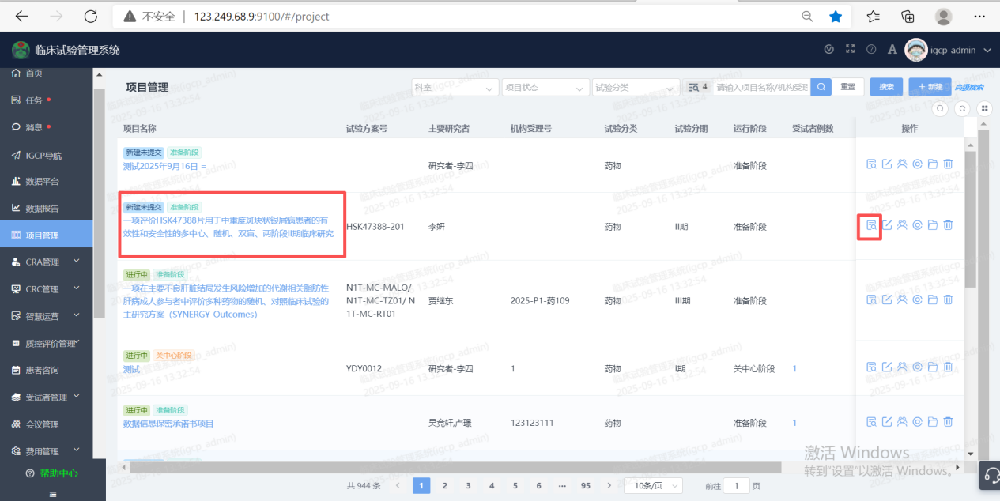 不安全 123.249.68.9:9100/#/project
临床试验管理系统
A igcp_admin
首页
任务
消息
IGCP导航
数据平台
数据报告
项目管理
CRA管理
CRC管理
智慧运营
质控评价管理
患者咨询
受试者管理
会议管理
费用管理
帮助中心
项目管理 科室 项目状态 试验分类 4 请输入项目名称/机构受理 重置 搜索 + 新建 高级搜索
项目名称 试验方案号 主要研究者 机构受理号 试验分类 试验分期 运行阶段 受试者例数 操作
新建未提交 准备阶段
测试2025年9月16日 = 研究者-李四 药物 准备阶段
新建未提交 准备阶段
一项评价HSK47388片用于中重度斑块状银屑病患者的有
效性和安全性的多中心、随机、双盲、两阶段II期临床研究
HSK47388-201 李妍 药物 II期 准备阶段
进行中 准备阶段
一项在主要不良肝脏结局发生风险增加的代谢相关脂肪性
肝病成人参与者中评价多种药物的随机、对照临床试验的
主研究方案（SYNERGY-Outcomes）
N1T-MC-MALO/
N1T-MC-TZ01/ N
1T-MC-RT01
贾继东 2025-P1-药109 药物 III期 准备阶段
进行中 关中心阶段
测试 YDY0012 研究者-李四 1 药物 I期 关中心阶段 1
进行中 准备阶段
数据信息保密承诺书项目 吴竞轩,卢璟 123123111 药物 准备阶段 1
共 944 条 1 2 3 4 5 6 ··· 95 10条/页 前往 1 页
激活 Windows
转到"设置"以激活 Windows。
临床试验管理系统(igcp_admin)
2025-09-16 13:32:54